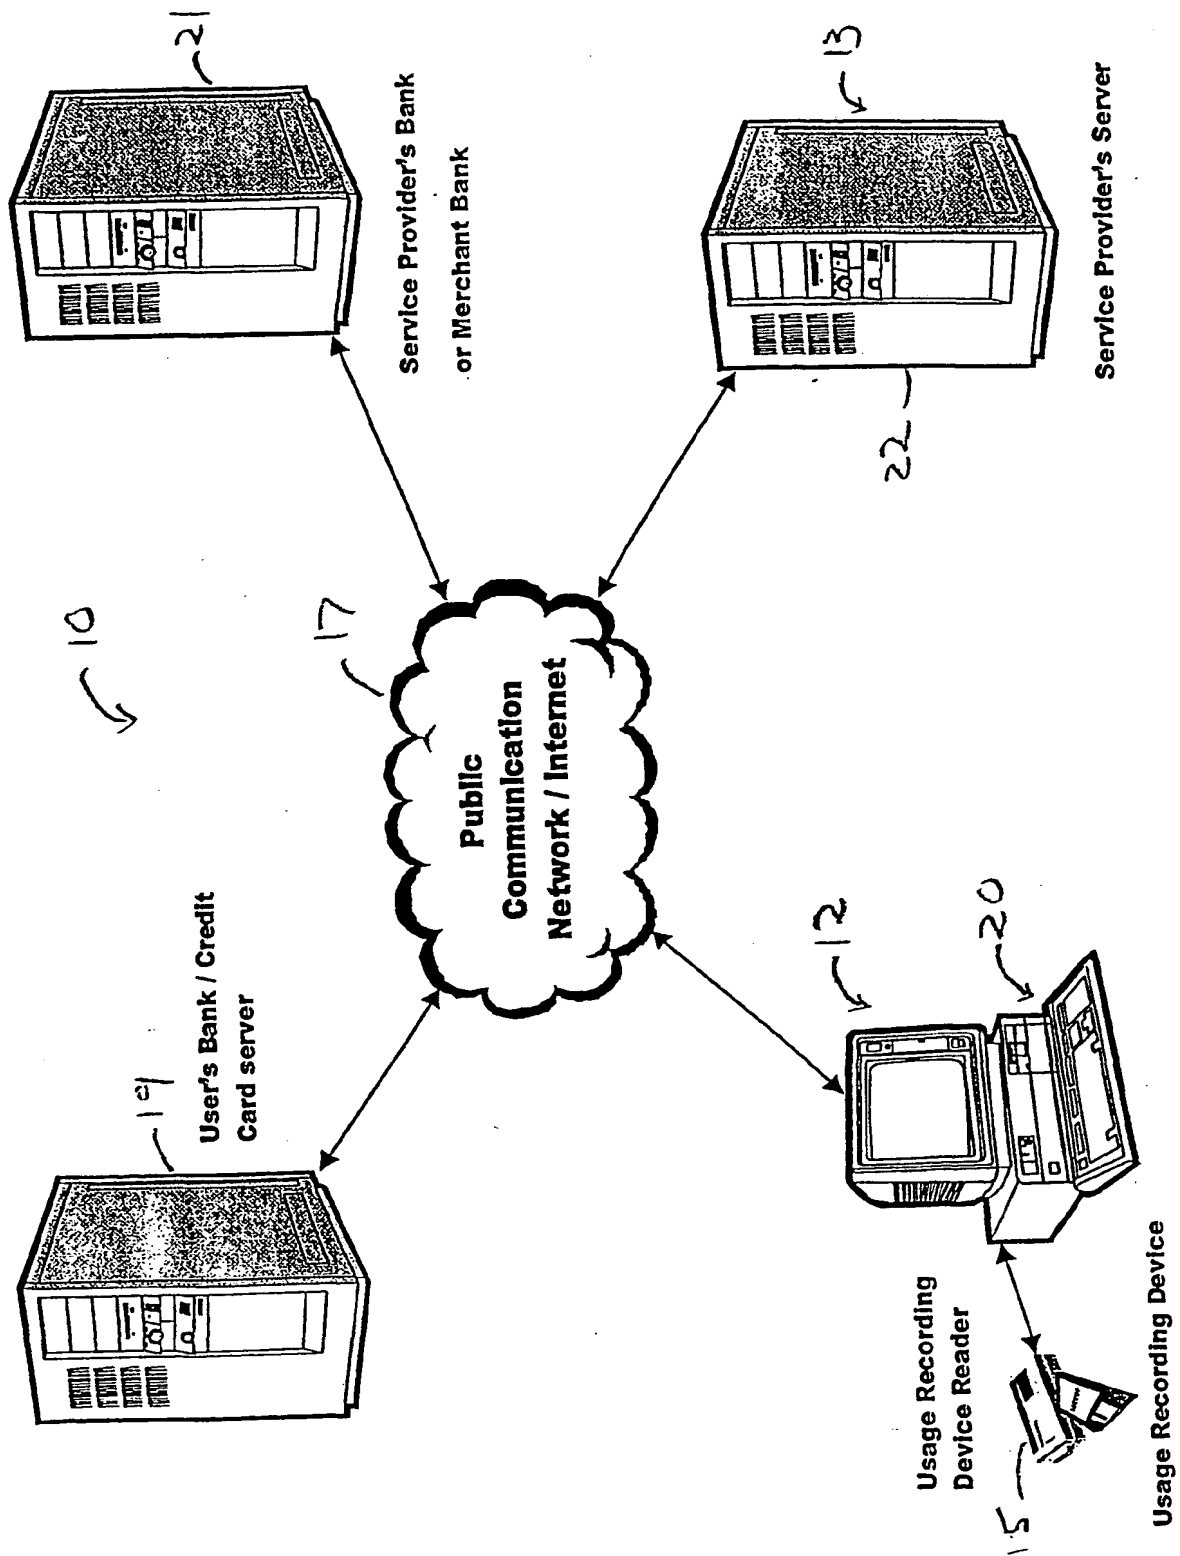 10
19
21
User's Bank / Credit
Card server
Service Provider's Bank
or Merchant Bank
17
Public
Communication
Network / Internet
12
13
22
20
Usage Recording
Device Reader
15
Usage Recording Device
Service Provider's Server